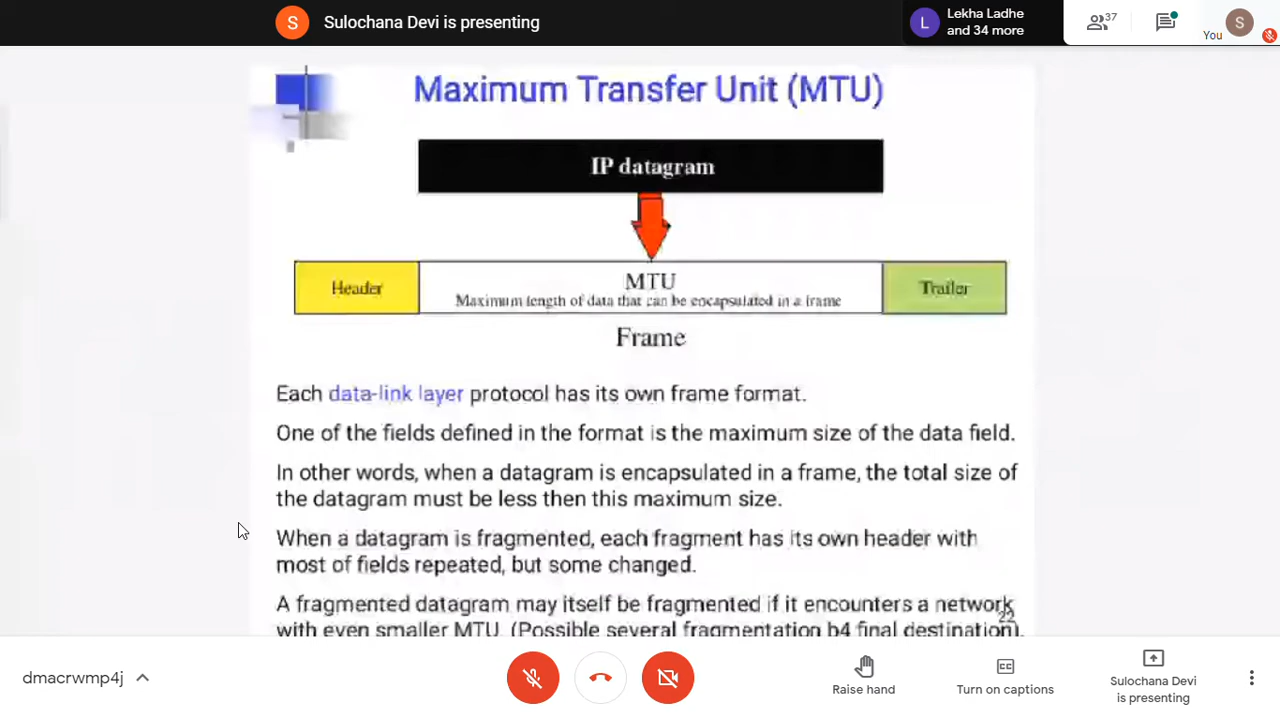 S Sulochana Devi is presenting
L Lekha Ladhe
and 34 more
37
You
S
Maximum Transfer Unit (MTU)
IP datagram
Header
MTU
Maximum length of data that can be encapsulated in a frame
Trailer
Frame
Each data-link layer protocol has its own frame format.
One of the fields defined in the format is the maximum size of the data field.
In other words, when a datagram is encapsulated in a frame, the total size of
the datagram must be less then this maximum size.
When a datagram is fragmented, each fragment has its own header with
most of fields repeated, but some changed.
A fragmented datagram may itself be fragmented if it encounters a network
22
with even smaller MTU. (Possible several fragmentation b4 final destination).
dmacrwmp4j
Raise hand
CC
Turn on captions
Sulochana Devi
is presenting